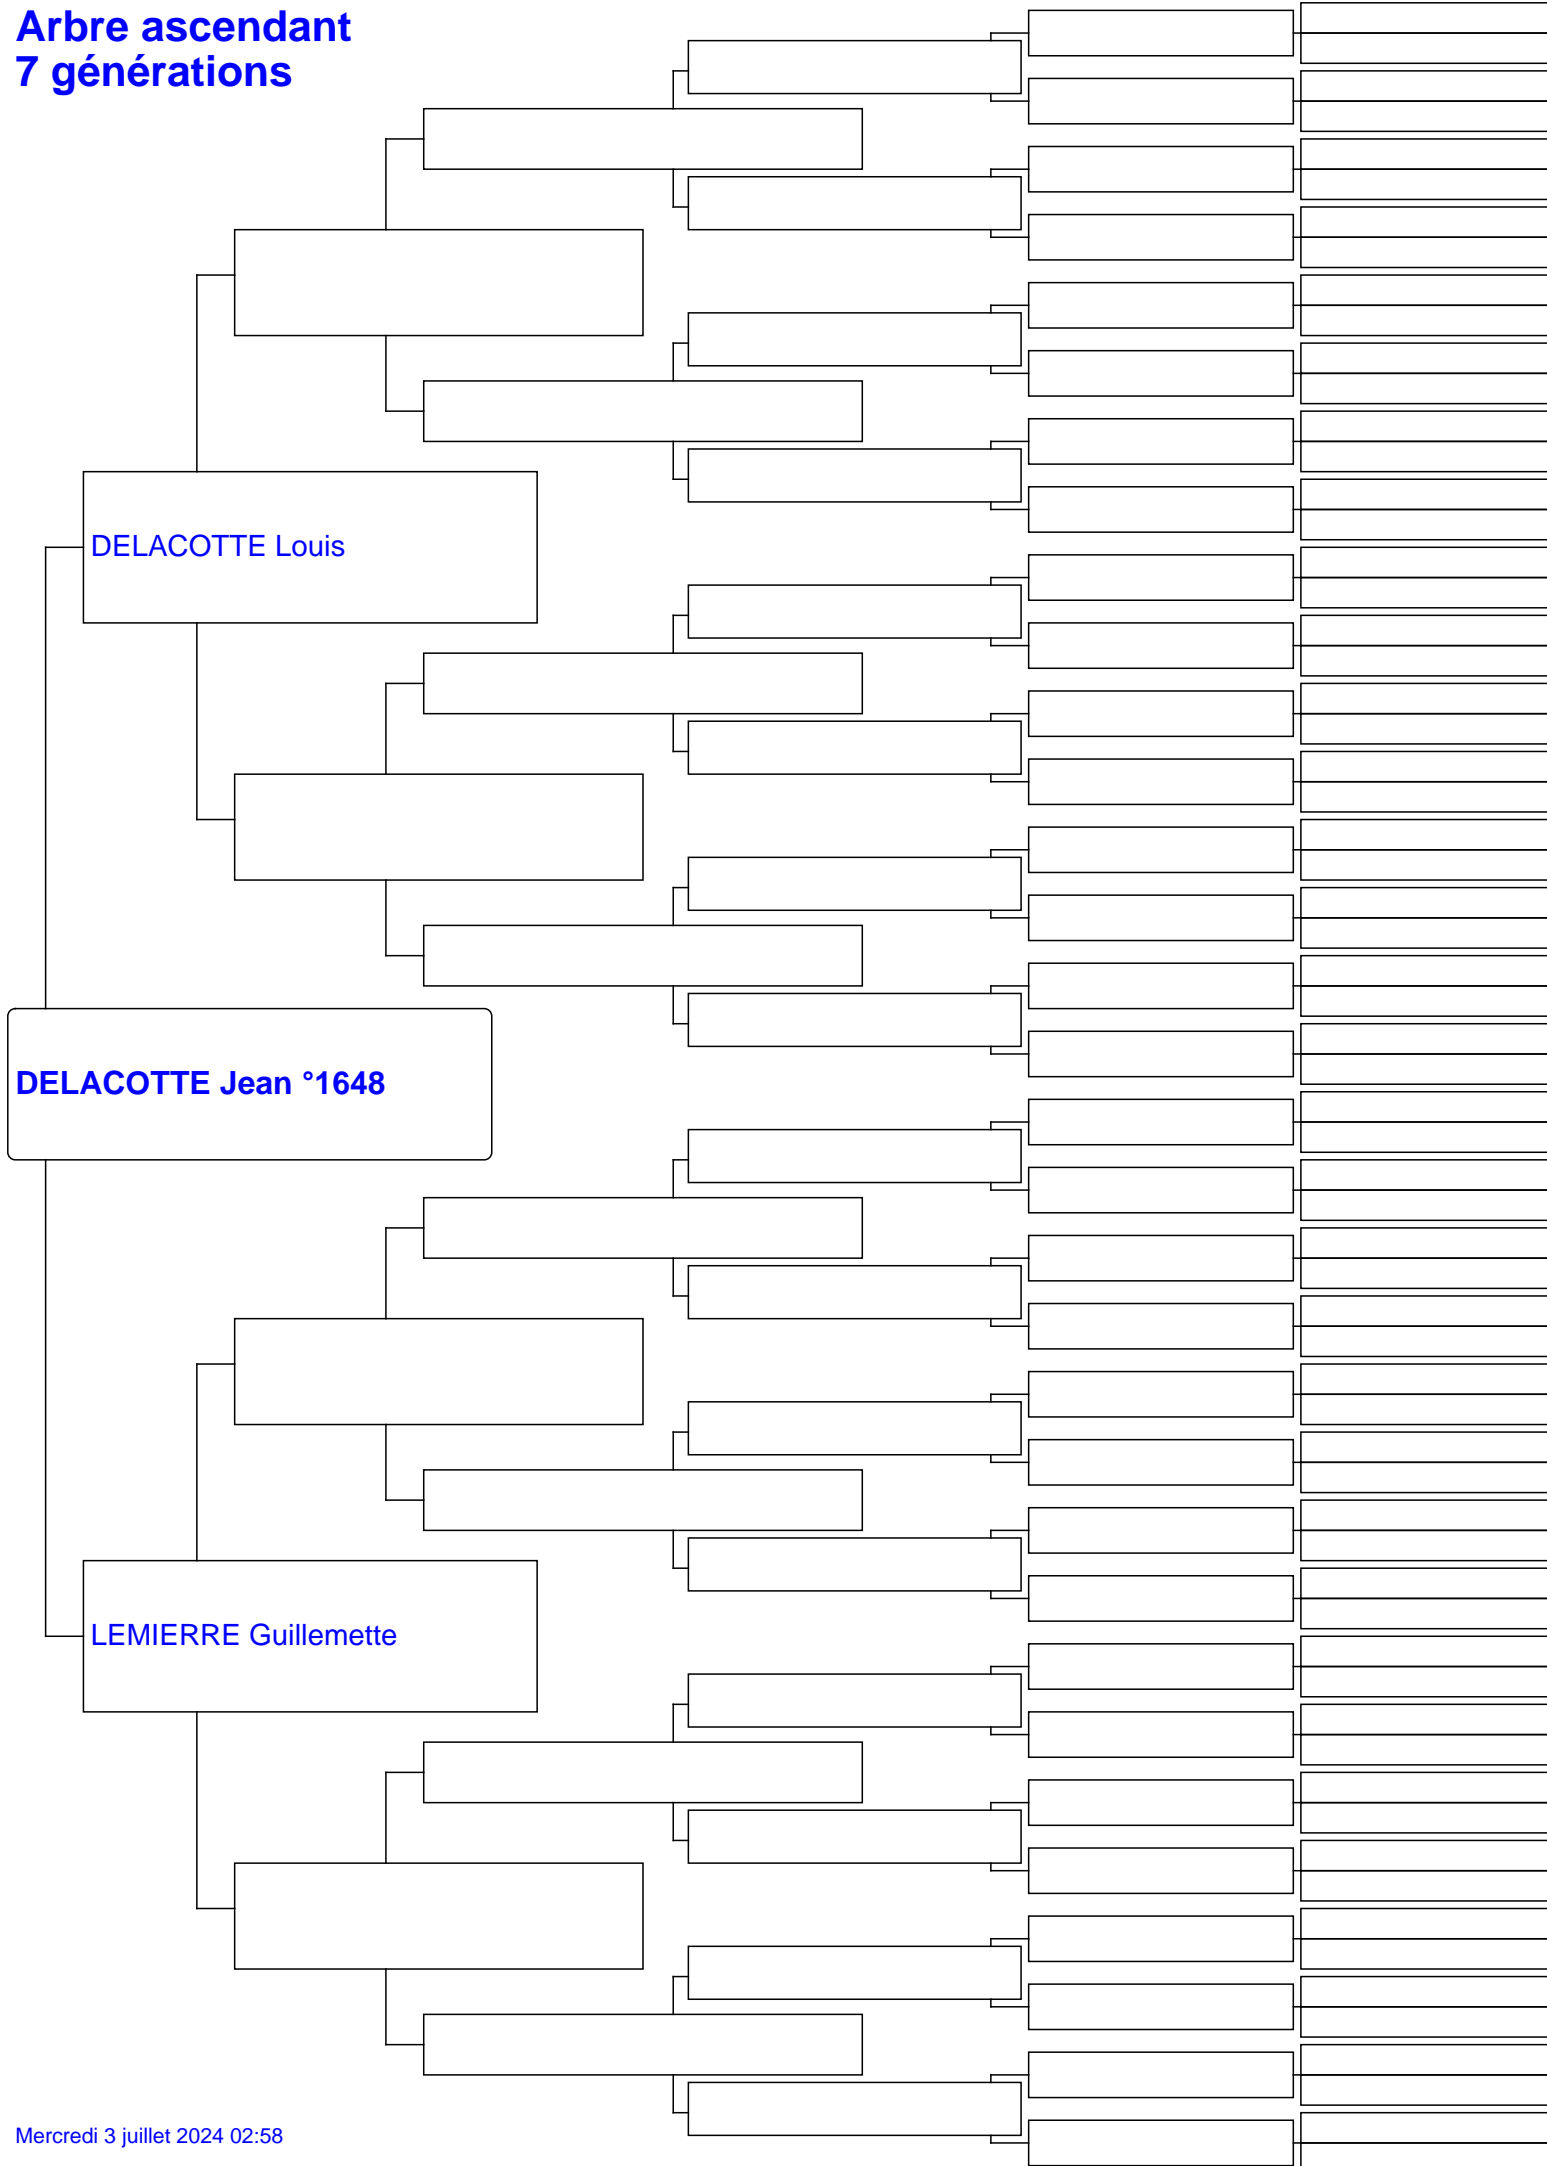 Arbre ascendant
7 générations
DELACOTTE Louis
DELACOTTE Jean °1648
LEMIERRE Guillemette
Mercredi 3 juillet 2024 02:58